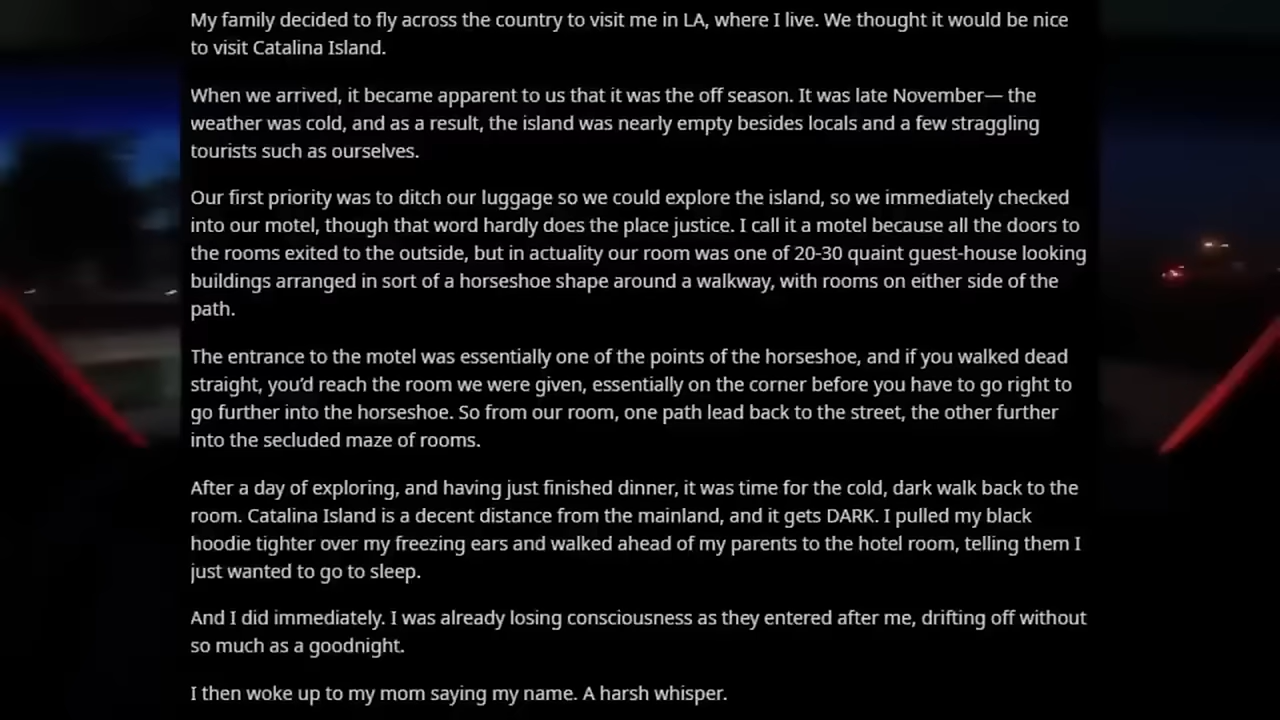 My family decided to fly across the country to visit me in LA, where I live. We thought it would be nice
to visit Catalina Island.
When we arrived, it became apparent to us that it was the off season. It was late November— the
weather was cold, and as a result, the island was nearly empty besides locals and a few straggling
tourists such as ourselves.
Our first priority was to ditch our luggage so we could explore the island, so we immediately checked
into our motel, though that word hardly does the place justice. I call it a motel because all the doors to
the rooms exited to the outside, but in actuality our room was one of 20-30 quaint guest-house looking
buildings arranged in sort of a horseshoe shape around a walkway, with rooms on either side of the
path.
The entrance to the motel was essentially one of the points of the horseshoe, and if you walked dead
straight, you’d reach the room we were given, essentially on the corner before you have to go right to
go further into the horseshoe. So from our room, one path lead back to the street, the other further
into the secluded maze of rooms.
After a day of exploring, and having just finished dinner, it was time for the cold, dark walk back to the
room. Catalina Island is a decent distance from the mainland, and it gets DARK. I pulled my black
hoodie tighter over my freezing ears and walked ahead of my parents to the hotel room, telling them I
just wanted to go to sleep.
And I did immediately. I was already losing consciousness as they entered after me, drifting off without
so much as a goodnight.
I then woke up to my mom saying my name. A harsh whisper.